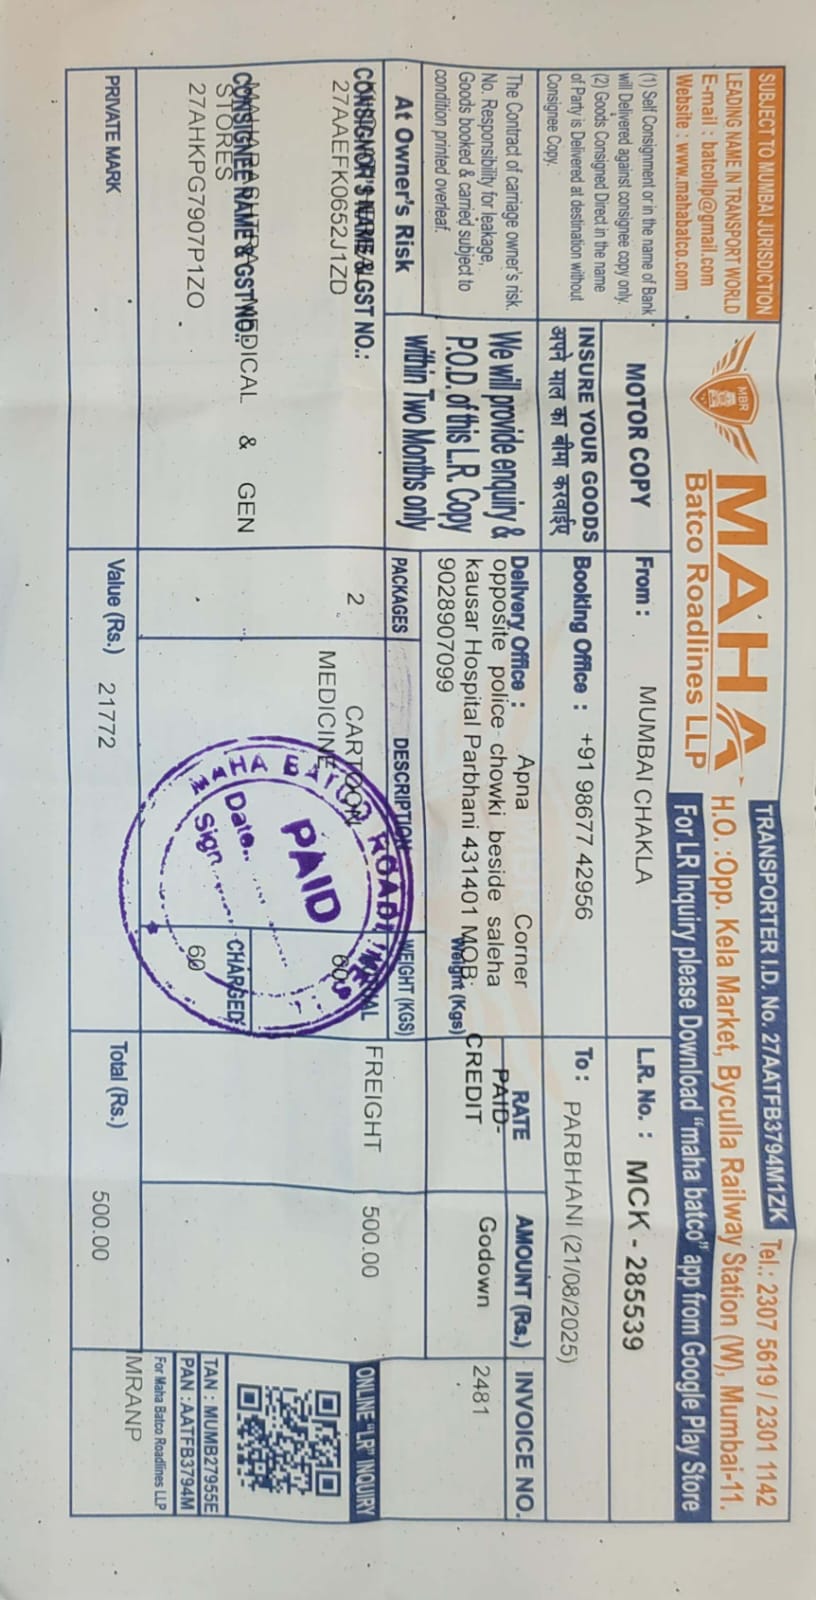 SUBJECT TO MUMBAI JURISDICTION
LEADING NAME IN TRANSPORT WORLD
E-mail : batcollp@gmail.com
Website : www.mahabatco.com
MBR
MAHA
Batco Roadlines LLP
TRANSPORTER I.D. No. 27AATFB3794M1ZK Tel.: 2307 5619 / 2301 1142
H.O. :Opp. Kela Market, Byculla Railway Station (W), Mumbai-11.
For LR Inquiry please Download "maha batco" app from Google Play Store
(1) Self Consignment or in the name of Bank
will Delivered against consignee copy only.
(2) Goods Consigned Dired in the name
of Party is Delivered at destination without
Consignee Copy.
MOTOR COPY
From : MUMBAI CHAKLA
L.R. No. : MCK - 285539
INSURE YOUR GOODS
अपने माल का बीमा करवाईए
Booking Office : +91 98677 42956
To : PARBHANI (21/08/2025)
The Contract of carriage owner's risk.
No. Responsibility for leakage,
Goods booked & carried subject to
condition printed overleaf.
We will provide enquiry &
P.O.D. of this L.R. Copy
within Two Months only
Delivery Office : Apna Corner
opposite police chowki beside saleha
kausar Hospital Parbhani 431401 MOB:
9028907099
Weight (Kgs)
RATE
PAID-
CREDIT
AMOUNT (Rs.)
Godown
INVOICE NO.
2481
At Owner's Risk
PACKAGES
DESCRIPTION
WEIGHT (KGS)
CONSIGNOR'S NAME & GST NO.:
27AAEFK0652J1ZD
2
CARTOON
MEDICINE
60
FREIGHT 500.00
ONLINE "LR" INQUIRY
CONSIGNEE NAME & GST NO.:
MEDICAL & GEN
STORES
27AHKPG7907P1ZO
CHARGED
60
MAHA BATCO ROADLINES
PAID
Date..
Sign
TAN : MUMB27955E
PAN : AATFB3794M
For Maha Batco Roadlines LLP
IMRANP
PRIVATE MARK
Value (Rs.) 21772
Total (Rs.) 500.00